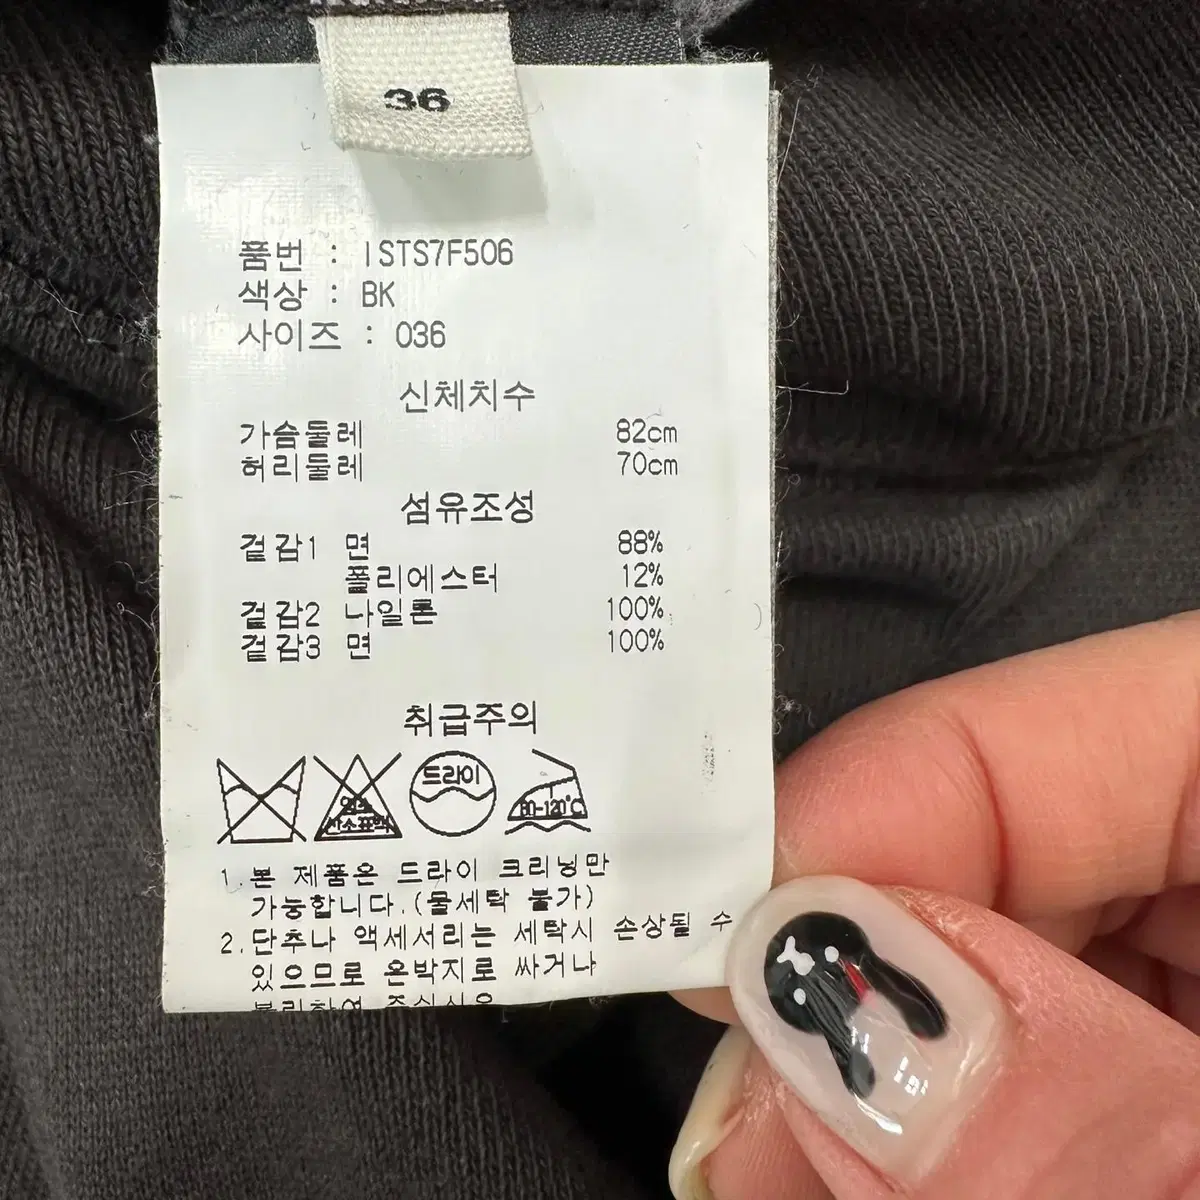 36
품번 : ISTS7F506
색상 : BK
사이즈 : 036
신체치수
가슴둘레 82cm
허리둘레 70cm
섬유조성
겉감1 면 88%
폴리에스터 12%
겉감2 나일론 100%
겉감3 면 100%
취급주의
드라이
80-120℃
1.본 제품은 드라이 크리닝만
가능합니다.(물세탁 불가)
2.단추나 액세서리는 세탁시 손상될 수
있으므로 은박지로 싸거나